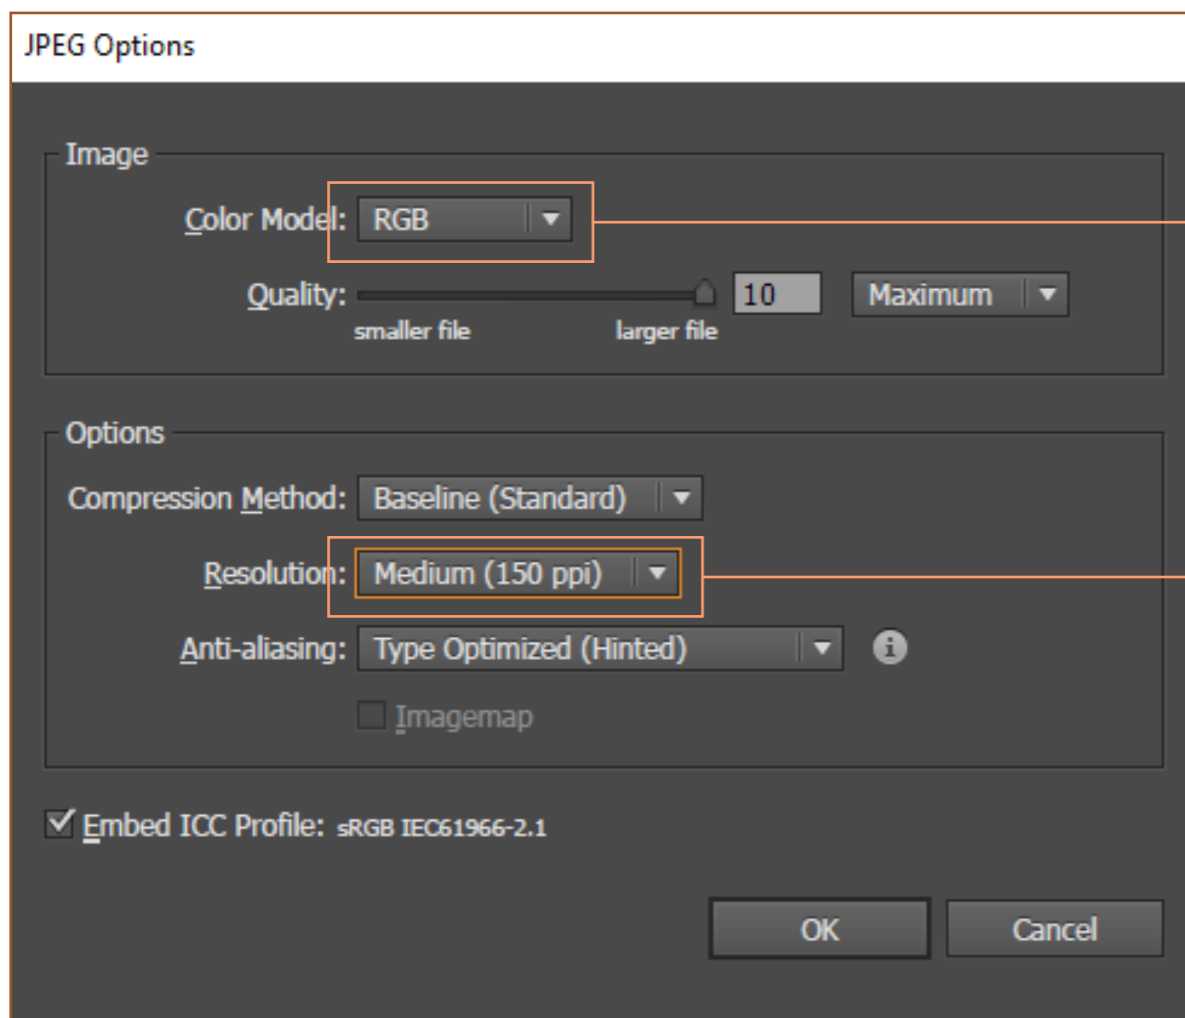 JPEG Options
Image
Color Model: RGB
Quality: 10 Maximum
smaller file larger file
Options
Compression Method: Baseline (Standard)
Resolution: Medium (150 ppi)
Anti-aliasing: Type Optimized (Hinted)
Imagemap
Embed ICC Profile: sRGB IEC61966-2.1
OK Cancel